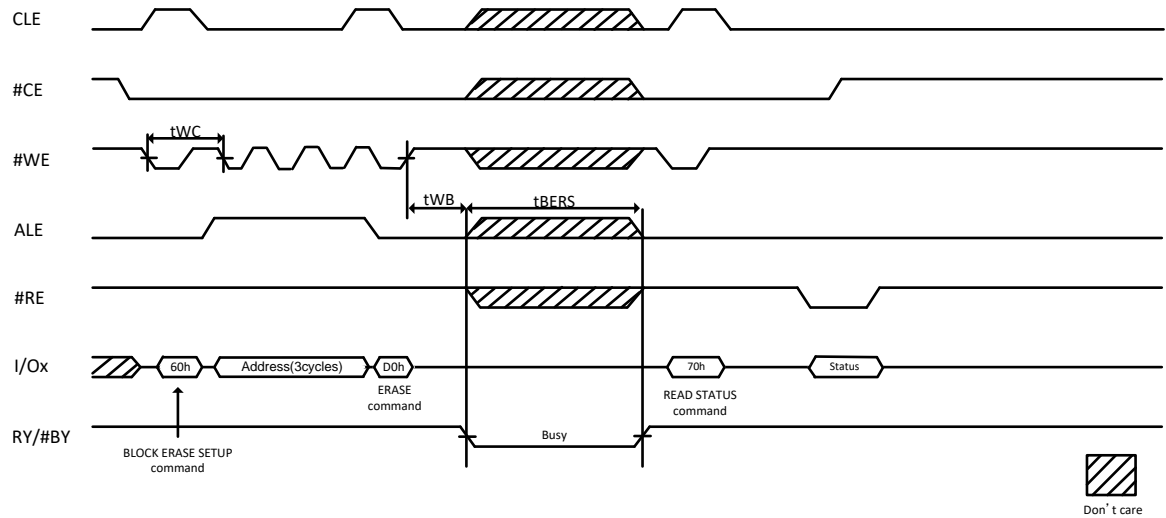 CLE
#CE
tWC
#WE
tWB
tBERS
ALE
#RE
I/Ox
60h
Address(3cycles)
D0h
70h
Status
ERASE
command
READ STATUS
command
RY/#BY
Busy
BLOCK ERASE SETUP
command
Don’t care